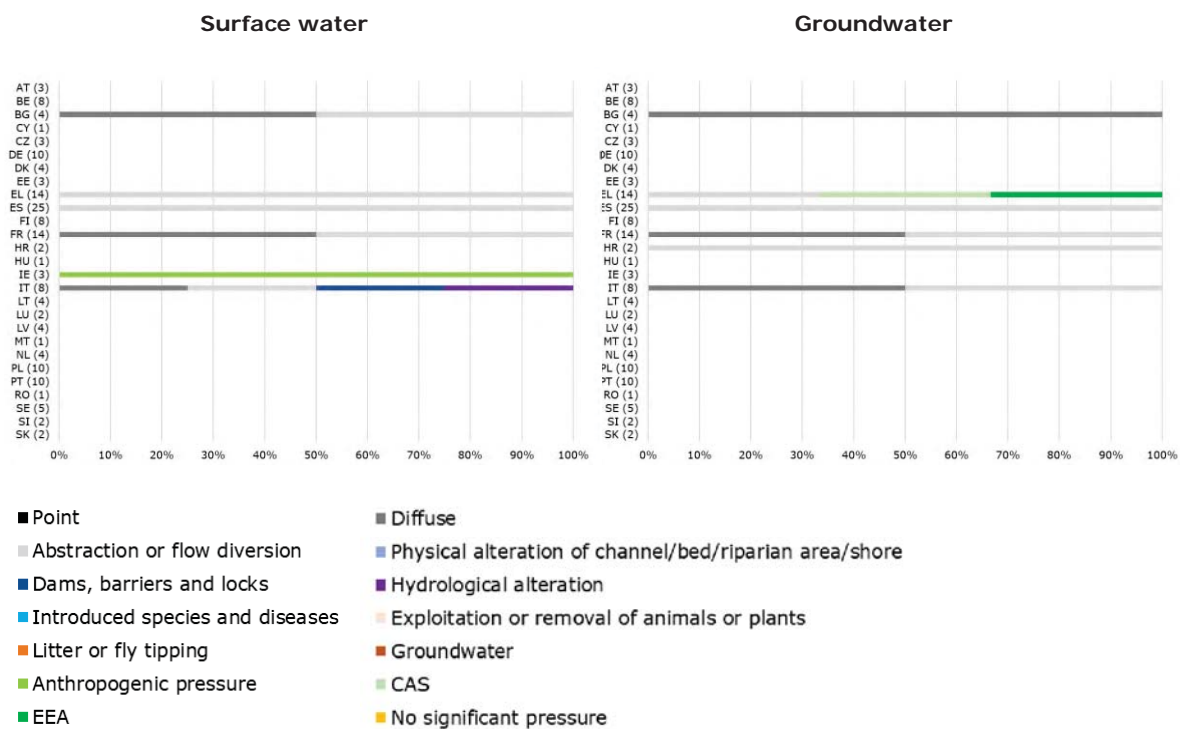 Surface water
Groundwater
AT (3)
BE (8)
BG (4)
CY (1)
CZ (3)
DE (10)
DK (4)
EE (3)
EL (14)
ES (25)
FI (8)
FR (14)
HR (2)
HU (1)
IE (3)
IT (8)
LT (4)
LU (2)
LV (4)
MT (1)
NL (4)
PL (10)
PT (10)
RO (1)
SE (5)
SI (2)
SK (2)
0% 10% 20% 30% 40% 50% 60% 70% 80% 90% 100%
AT (3)
BE (8)
BG (4)
CY (1)
CZ (3)
DE (10)
DK (4)
EE (3)
EL (14)
ES (25)
FI (8)
FR (14)
HR (2)
HU (1)
IE (3)
IT (8)
LT (4)
LU (2)
LV (4)
MT (1)
NL (4)
PL (10)
PT (10)
RO (1)
SE (5)
SI (2)
SK (2)
0% 10% 20% 30% 40% 50% 60% 70% 80% 90% 100%
Point
Diffuse
Abstraction or flow diversion
Physical alteration of channel/bed/riparian area/shore
Dams, barriers and locks
Hydrological alteration
Introduced species and diseases
Exploitation or removal of animals or plants
Litter or fly tipping
Groundwater
Anthropogenic pressure
CAS
EEA
No significant pressure